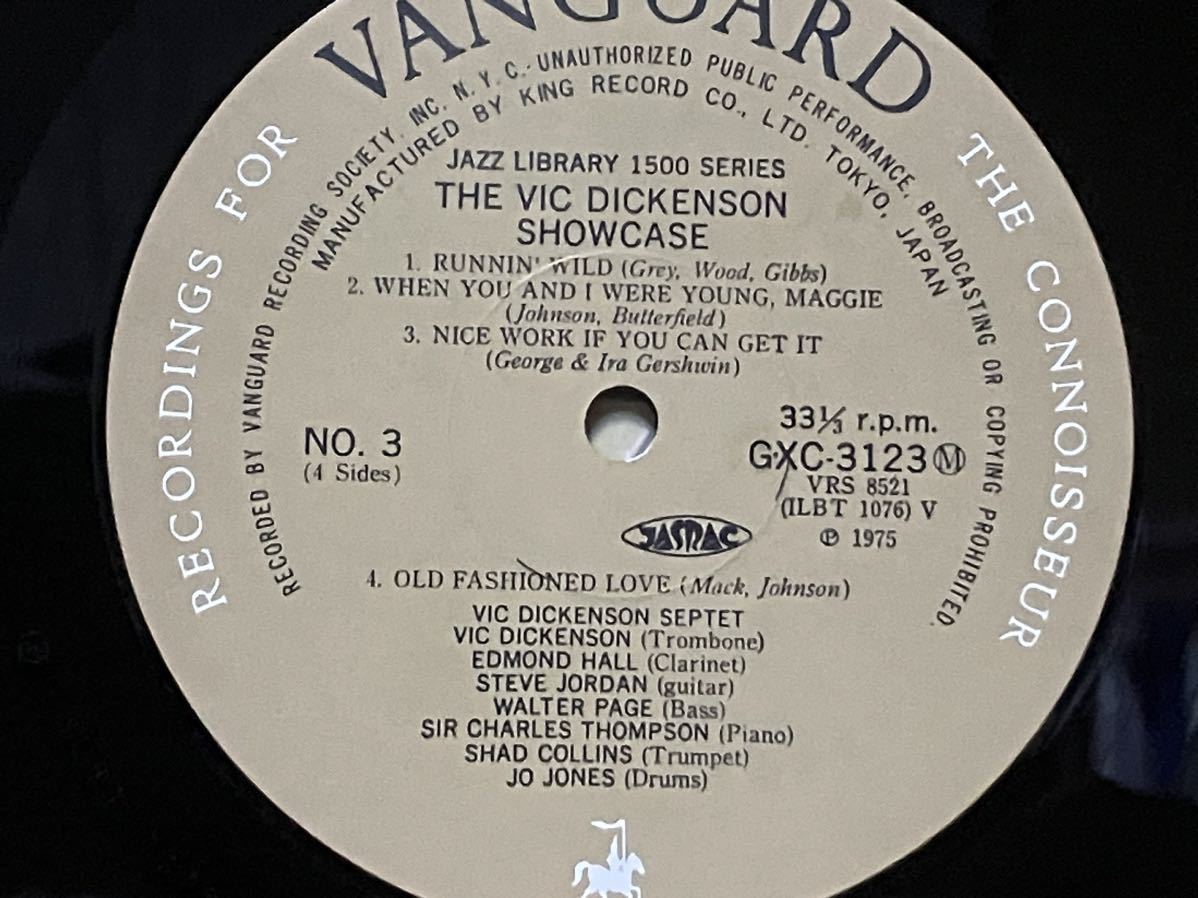 VANGUARD
RECORDINGS FOR THE CONNOISSEUR
RECORDED BY VANGUARD RECORDING SOCIETY, INC. N.Y.C.·UNAUTHORIZED PUBLIC PERFORMANCE, BROADCASTING OR COPYING PROHIBITED.
MANUFACTURED BY KING RECORD CO., LTD. TOKYO, JAPAN
JAZZ LIBRARY 1500 SERIES
THE VIC DICKENSON
SHOWCASE
1. RUNNIN' WILD (Grey, Wood, Gibbs)
2. WHEN YOU AND I WERE YOUNG, MAGGIE
(Johnson, Butterfield)
3. NICE WORK IF YOU CAN GET IT
(George & Ira Gershwin)
NO. 3
(4 Sides)
33⅓ r.p.m.
GXC-3123 Ⓜ
VRS 8521
(ILBT 1076) V
℗ 1975
JASRAC
4. OLD FASHIONED LOVE (Mack, Johnson)
VIC DICKENSON SEPTET
VIC DICKENSON (Trombone)
EDMOND HALL (Clarinet)
STEVE JORDAN (guitar)
WALTER PAGE (Bass)
SIR CHARLES THOMPSON (Piano)
SHAD COLLINS (Trumpet)
JO JONES (Drums)